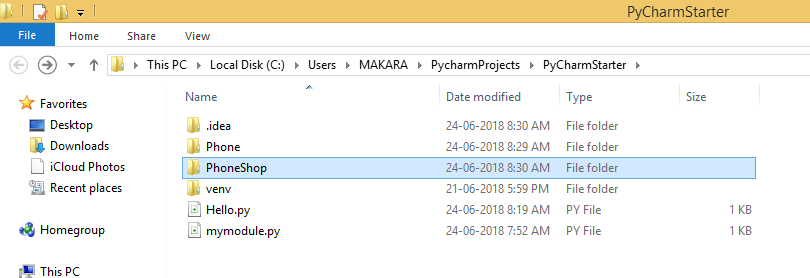 PyCharmStarter
File Home Share View
This PC Local Disk (C:) Users MAKARA PycharmProjects PyCharmStarter
Favorites
Desktop
Downloads
iCloud Photos
Recent places
Homegroup
This PC
Name Date modified Type Size
.idea 24-06-2018 8:30 AM File folder
Phone 24-06-2018 8:29 AM File folder
PhoneShop 24-06-2018 8:30 AM File folder
venv 21-06-2018 5:59 PM File folder
Hello.py 24-06-2018 8:19 AM PY File 1 KB
mymodule.py 24-06-2018 7:52 AM PY File 1 KB